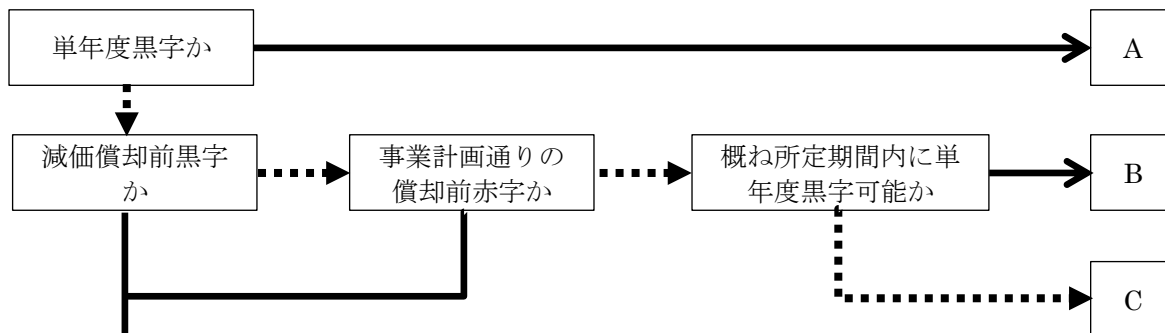 単年度黒字か
A
減価償却前黒字
か
事業計画通りの
償却前赤字か
概ね所定期間内に単
年度黒字可能か
B
C